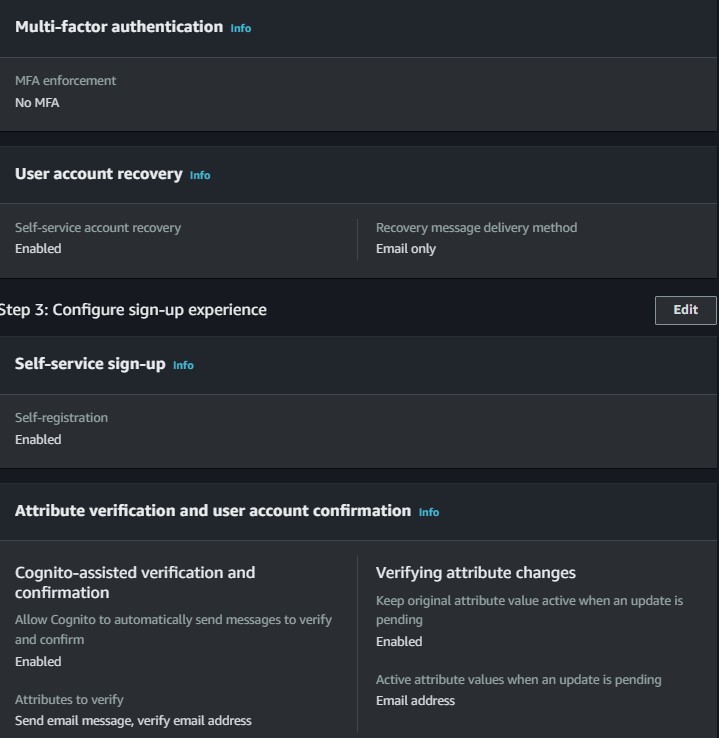 Multi-factor authentication Info
MFA enforcement
No MFA
User account recovery Info
Self-service account recovery
Enabled
Recovery message delivery method
Email only
Step 3: Configure sign-up experience
Edit
Self-service sign-up Info
Self-registration
Enabled
Attribute verification and user account confirmation Info
Cognito-assisted verification and
confirmation
Allow Cognito to automatically send messages to verify
and confirm
Enabled
Attributes to verify
Send email message, verify email address
Verifying attribute changes
Keep original attribute value active when an update is
pending
Enabled
Active attribute values when an update is pending
Email address